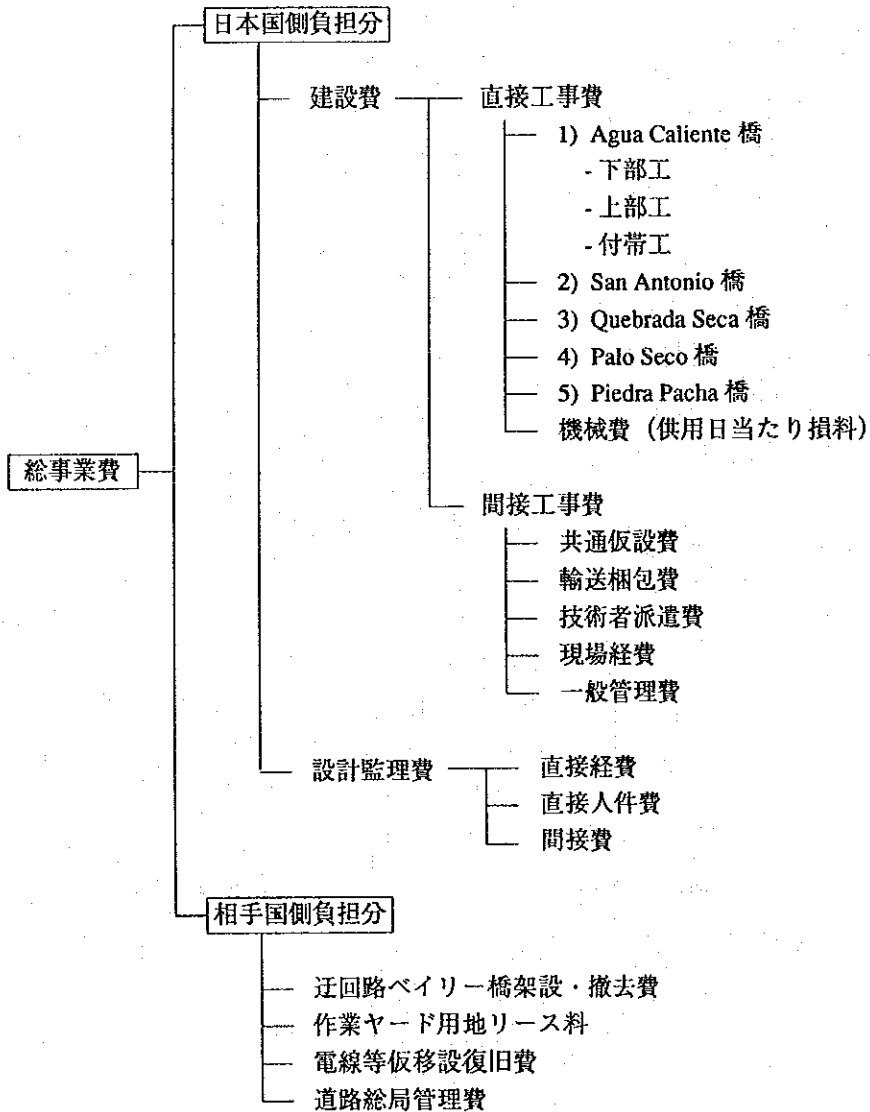 日本国側負担分
建設費 直接工事費
1) Agua Caliente 橋
- 下部工
- 上部工
- 付帯工
2) San Antonio 橋
3) Quebrada Seca 橋
4) Palo Seco 橋
5) Piedra Pacha 橋
機械費（供用日当たり損料）
総事業費
間接工事費
共通仮設費
輸送梱包費
技術者派遣費
現場経費
一般管理費
設計監理費 直接経費
直接人件費
間接費
相手国側負担分
迂回路ベイリー橋架設・撤去費
作業ヤード用地リース料
電線等仮移設復旧費
道路総局管理費